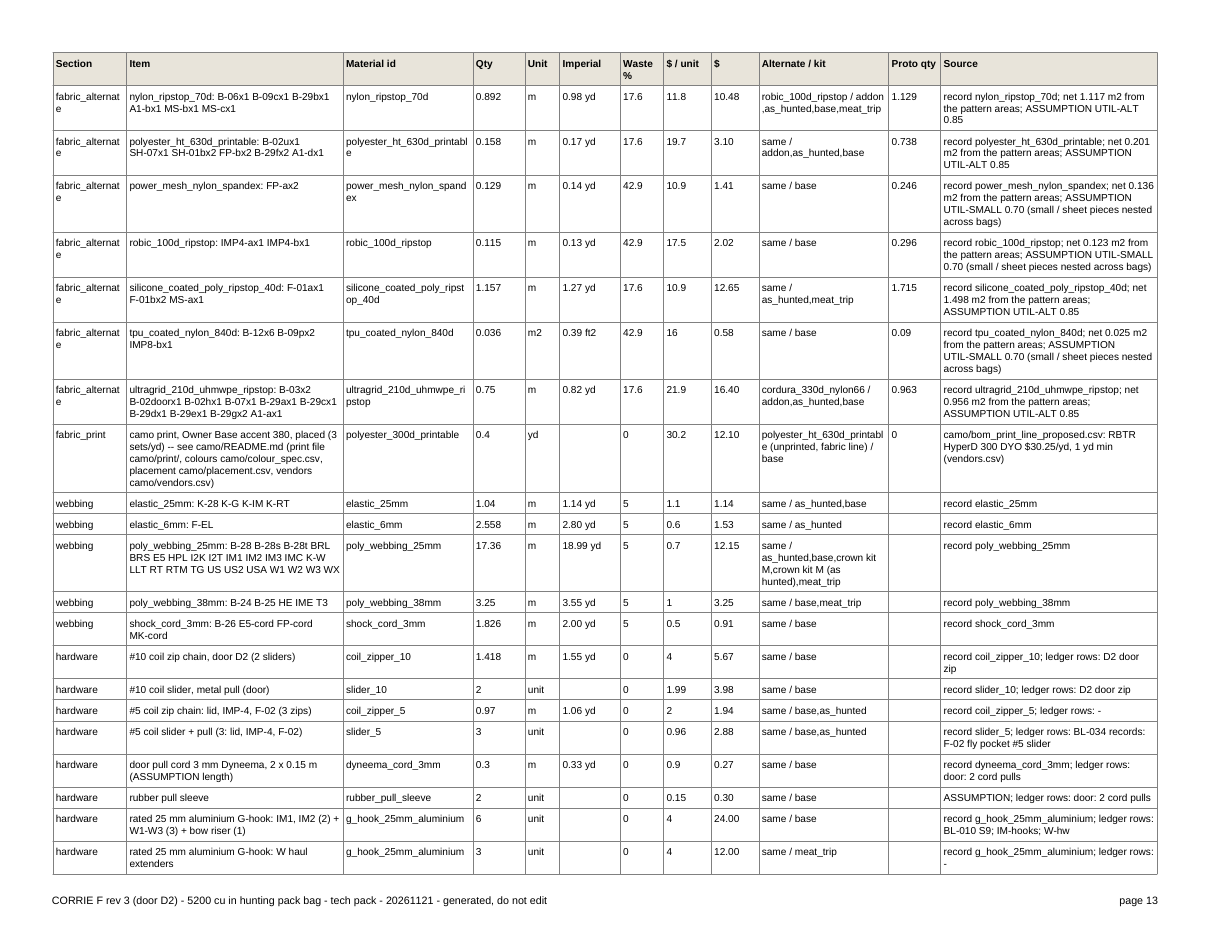 Section Item Material id Qty Unit Imperial Waste % $ / unit $ Alternate / kit Proto qty Source
fabric_alternate nylon_ripstop_70d: B-06x1 B-09cx1 B-29bx1 A1-bx1 MS-bx1 MS-cx1 nylon_ripstop_70d 0.892 m 0.98 yd 17.6 11.8 10.48 robic_100d_ripstop / addon,as_hunted,base,meat_trip 1.129 record nylon_ripstop_70d; net 1.117 m2 from the pattern areas; ASSUMPTION UTIL-ALT 0.85
fabric_alternate polyester_ht_630d_printable: B-02ux1 SH-07x1 SH-01bx2 FP-bx2 B-29fx2 A1-dx1 polyester_ht_630d_printable 0.158 m 0.17 yd 17.6 19.7 3.10 same / addon,as_hunted,base 0.738 record polyester_ht_630d_printable; net 0.201 m2 from the pattern areas; ASSUMPTION UTIL-ALT 0.85
fabric_alternate power_mesh_nylon_spandex: FP-ax2 power_mesh_nylon_spandex 0.129 m 0.14 yd 42.9 10.9 1.41 same / base 0.246 record power_mesh_nylon_spandex; net 0.136 m2 from the pattern areas; ASSUMPTION UTIL-SMALL 0.70 (small / sheet pieces nested across bags)
fabric_alternate robic_100d_ripstop: IMP4-ax1 IMP4-bx1 robic_100d_ripstop 0.115 m 0.13 yd 42.9 17.5 2.02 same / base 0.296 record robic_100d_ripstop; net 0.123 m2 from the pattern areas; ASSUMPTION UTIL-SMALL 0.70 (small / sheet pieces nested across bags)
fabric_alternate silicone_coated_poly_ripstop_40d: F-01ax1 F-01bx2 MS-ax1 silicone_coated_poly_ripstop_40d 1.157 m 1.27 yd 17.6 10.9 12.65 same / as_hunted,meat_trip 1.715 record silicone_coated_poly_ripstop_40d; net 1.498 m2 from the pattern areas; ASSUMPTION UTIL-ALT 0.85
fabric_alternate tpu_coated_nylon_840d: B-12x6 B-09px2 IMP8-bx1 tpu_coated_nylon_840d 0.036 m2 0.39 ft2 42.9 16 0.58 same / base 0.09 record tpu_coated_nylon_840d; net 0.025 m2 from the pattern areas; ASSUMPTION UTIL-SMALL 0.70 (small / sheet pieces nested across bags)
fabric_alternate ultragrid_210d_uhmwpe_ripstop: B-03x2 B-02doorx1 B-02hx1 B-07x1 B-29ax1 B-29cx1 B-29dx1 B-29ex1 B-29gx2 A1-ax1 ultragrid_210d_uhmwpe_ripstop 0.75 m 0.82 yd 17.6 21.9 16.40 cordura_330d_nylon66 / addon,as_hunted,base 0.963 record ultragrid_210d_uhmwpe_ripstop; net 0.956 m2 from the pattern areas; ASSUMPTION UTIL-ALT 0.85
fabric_print camo print, Owner Base accent 380, placed (3 sets/yd) -- see camo/README.md (print file camo/print/, colours camo/colour_spec.csv, placement camo/placement.csv, vendors camo/vendors.csv) polyester_300d_printable 0.4 yd 0 30.2 12.10 polyester_ht_630d_printable (unprinted, fabric line) / base 0 camo/bom_print_line_proposed.csv: RBTR HyperD 300 DYO $30.25/yd, 1 yd min (vendors.csv)
webbing elastic_25mm: K-28 K-G K-IM K-RT elastic_25mm 1.04 m 1.14 yd 5 1.1 1.14 same / as_hunted,base record elastic_25mm
webbing elastic_6mm: F-EL elastic_6mm 2.558 m 2.80 yd 5 0.6 1.53 same / as_hunted record elastic_6mm
webbing poly_webbing_25mm: B-28 B-28s B-28t BRL BRS E5 HPL I2K I2T IM1 IM2 IM3 IMC K-W LLT RT RTM TG US US2 USA W1 W2 W3 WX poly_webbing_25mm 17.36 m 18.99 yd 5 0.7 12.15 same / as_hunted,base,crown kit M,crown kit M (as hunted),meat_trip record poly_webbing_25mm
webbing poly_webbing_38mm: B-24 B-25 HE IME T3 poly_webbing_38mm 3.25 m 3.55 yd 5 1 3.25 same / base,meat_trip record poly_webbing_38mm
webbing shock_cord_3mm: B-26 E5-cord FP-cord MK-cord shock_cord_3mm 1.826 m 2.00 yd 5 0.5 0.91 same / base record shock_cord_3mm
hardware #10 coil zip chain, door D2 (2 sliders) coil_zipper_10 1.418 m 1.55 yd 0 4 5.67 same / base record coil_zipper_10; ledger rows: D2 door zip
hardware #10 coil slider, metal pull (door) slider_10 2 unit 0 1.99 3.98 same / base record slider_10; ledger rows: D2 door zip
hardware #5 coil zip chain: lid, IMP-4, F-02 (3 zips) coil_zipper_5 0.97 m 1.06 yd 0 2 1.94 same / base,as_hunted record coil_zipper_5; ledger rows: -
hardware #5 coil slider + pull (3: lid, IMP-4, F-02) slider_5 3 unit 0 0.96 2.88 same / base,as_hunted record slider_5; ledger rows: BL-034 records: F-02 fly pocket #5 slider
hardware door pull cord 3 mm Dyneema, 2 x 0.15 m (ASSUMPTION length) dyneema_cord_3mm 0.3 m 0.33 yd 0 0.9 0.27 same / base record dyneema_cord_3mm; ledger rows: door: 2 cord pulls
hardware rubber pull sleeve rubber_pull_sleeve 2 unit 0 0.15 0.30 same / base ASSUMPTION; ledger rows: door: 2 cord pulls
hardware rated 25 mm aluminium G-hook: IM1, IM2 (2) + W1-W3 (3) + bow riser (1) g_hook_25mm_aluminium 6 unit 0 4 24.00 same / base record g_hook_25mm_aluminium; ledger rows: BL-010 S9; IM-hooks; W-hw
hardware rated 25 mm aluminium G-hook: W haul extenders g_hook_25mm_aluminium 3 unit 0 4 12.00 same / meat_trip record g_hook_25mm_aluminium; ledger rows: -
CORRIE F rev 3 (door D2) - 5200 cu in hunting pack bag - tech pack - 20261121 - generated, do not edit page 13